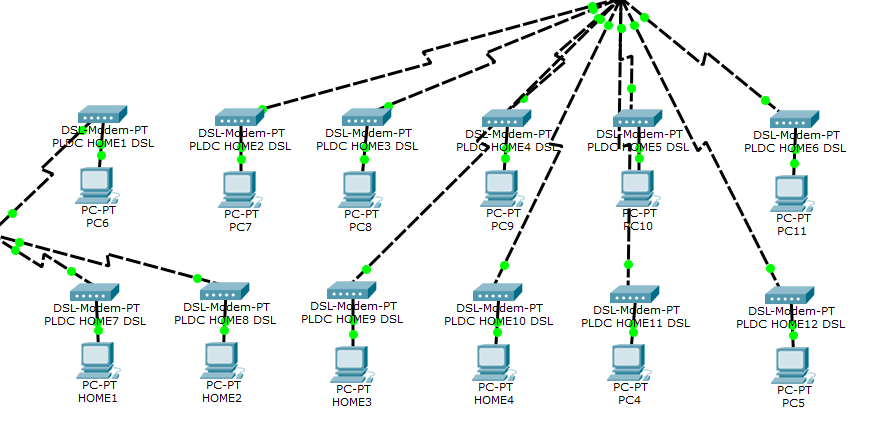 DSL-Modem-PT
PLDC HOME1 DSL
PC-PT
PC6
DSL-Modem-PT
PLDC HOME2 DSL
PC-PT
PC7
DSL-Modem-PT
PLDC HOME3 DSL
PC-PT
PC8
DSL-Modem-PT
PLDC HOME4 DSL
PC-PT
PC9
DSL-Modem-PT
PLDC HOME5 DSL
PC-PT
PC10
DSL-Modem-PT
PLDC HOME6 DSL
PC-PT
PC11
DSL-Modem-PT
PLDC HOME7 DSL
PC-PT
HOME1
DSL-Modem-PT
PLDC HOME8 DSL
PC-PT
HOME2
DSL-Modem-PT
PLDC HOME9 DSL
PC-PT
HOME3
DSL-Modem-PT
PLDC HOME10 DSL
PC-PT
HOME4
DSL-Modem-PT
PLDC HOME11 DSL
PC-PT
PC4
DSL-Modem-PT
PLDC HOME12 DSL
PC-PT
PC5